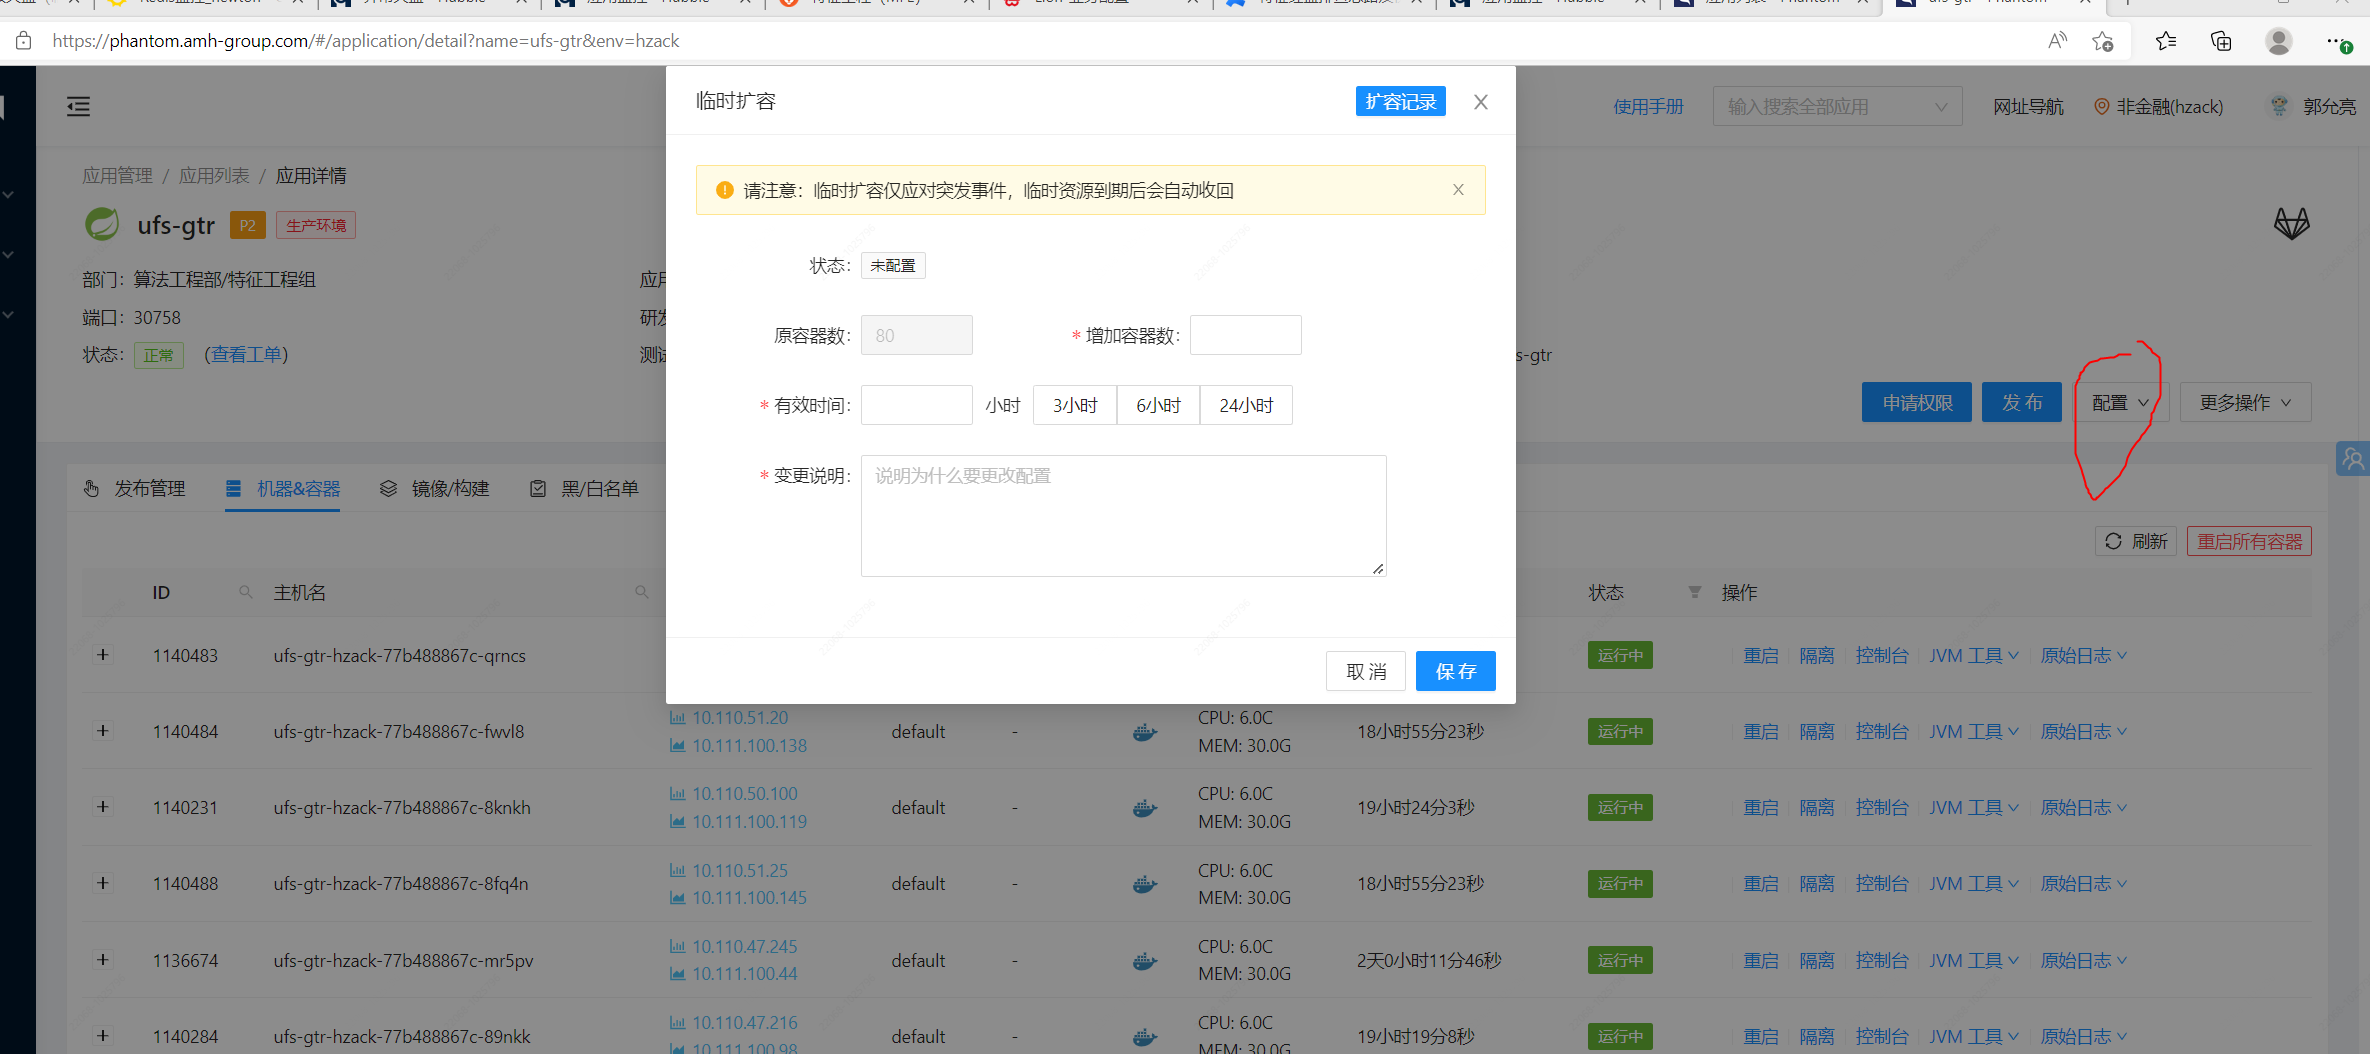 https://phantom.amh-group.com/#/application/detail?name=ufs-gtr&env=hzack
临时扩容
扩容记录
使用手册
输入搜索全部应用
网址导航
非金融(hzack)
郭允亮
应用管理 / 应用列表 / 应用详情
请注意：临时扩容仅应对突发事件，临时资源到期后会自动收回
ufs-gtr
P2
生产环境
状态：
未配置
部门：算法工程部/特征工程组
应用
端口：30758
研发
原容器数：
80
* 增加容器数：
状态：
正常
(查看工单)
测试
s-gtr
* 有效时间：
小时
3小时
6小时
24小时
申请权限
发 布
配置
更多操作
* 变更说明：
说明为什么要更改配置
发布管理
机器&容器
镜像/构建
黑/白名单
刷新
重启所有容器
ID
主机名
状态
操作
取 消
保 存
1140483
ufs-gtr-hzack-77b488867c-qrncs
运行中
重启
隔离
控制台
JVM 工具
原始日志
1140484
ufs-gtr-hzack-77b488867c-fwvl8
10.110.51.20
10.111.100.138
default
-
CPU: 6.0C
MEM: 30.0G
18小时55分23秒
运行中
重启
隔离
控制台
JVM 工具
原始日志
1140231
ufs-gtr-hzack-77b488867c-8knkh
10.110.50.100
10.111.100.119
default
-
CPU: 6.0C
MEM: 30.0G
19小时24分3秒
运行中
重启
隔离
控制台
JVM 工具
原始日志
1140488
ufs-gtr-hzack-77b488867c-8fq4n
10.110.51.25
10.111.100.145
default
-
CPU: 6.0C
MEM: 30.0G
18小时55分23秒
运行中
重启
隔离
控制台
JVM 工具
原始日志
1136674
ufs-gtr-hzack-77b488867c-mr5pv
10.110.47.245
10.111.100.44
default
-
CPU: 6.0C
MEM: 30.0G
2天0小时11分46秒
运行中
重启
隔离
控制台
JVM 工具
原始日志
1140284
ufs-gtr-hzack-77b488867c-89nkk
10.110.47.216
10.111.100.98
default
-
CPU: 6.0C
MEM: 30.0G
19小时19分8秒
运行中
重启
隔离
控制台
JVM 工具
原始日志